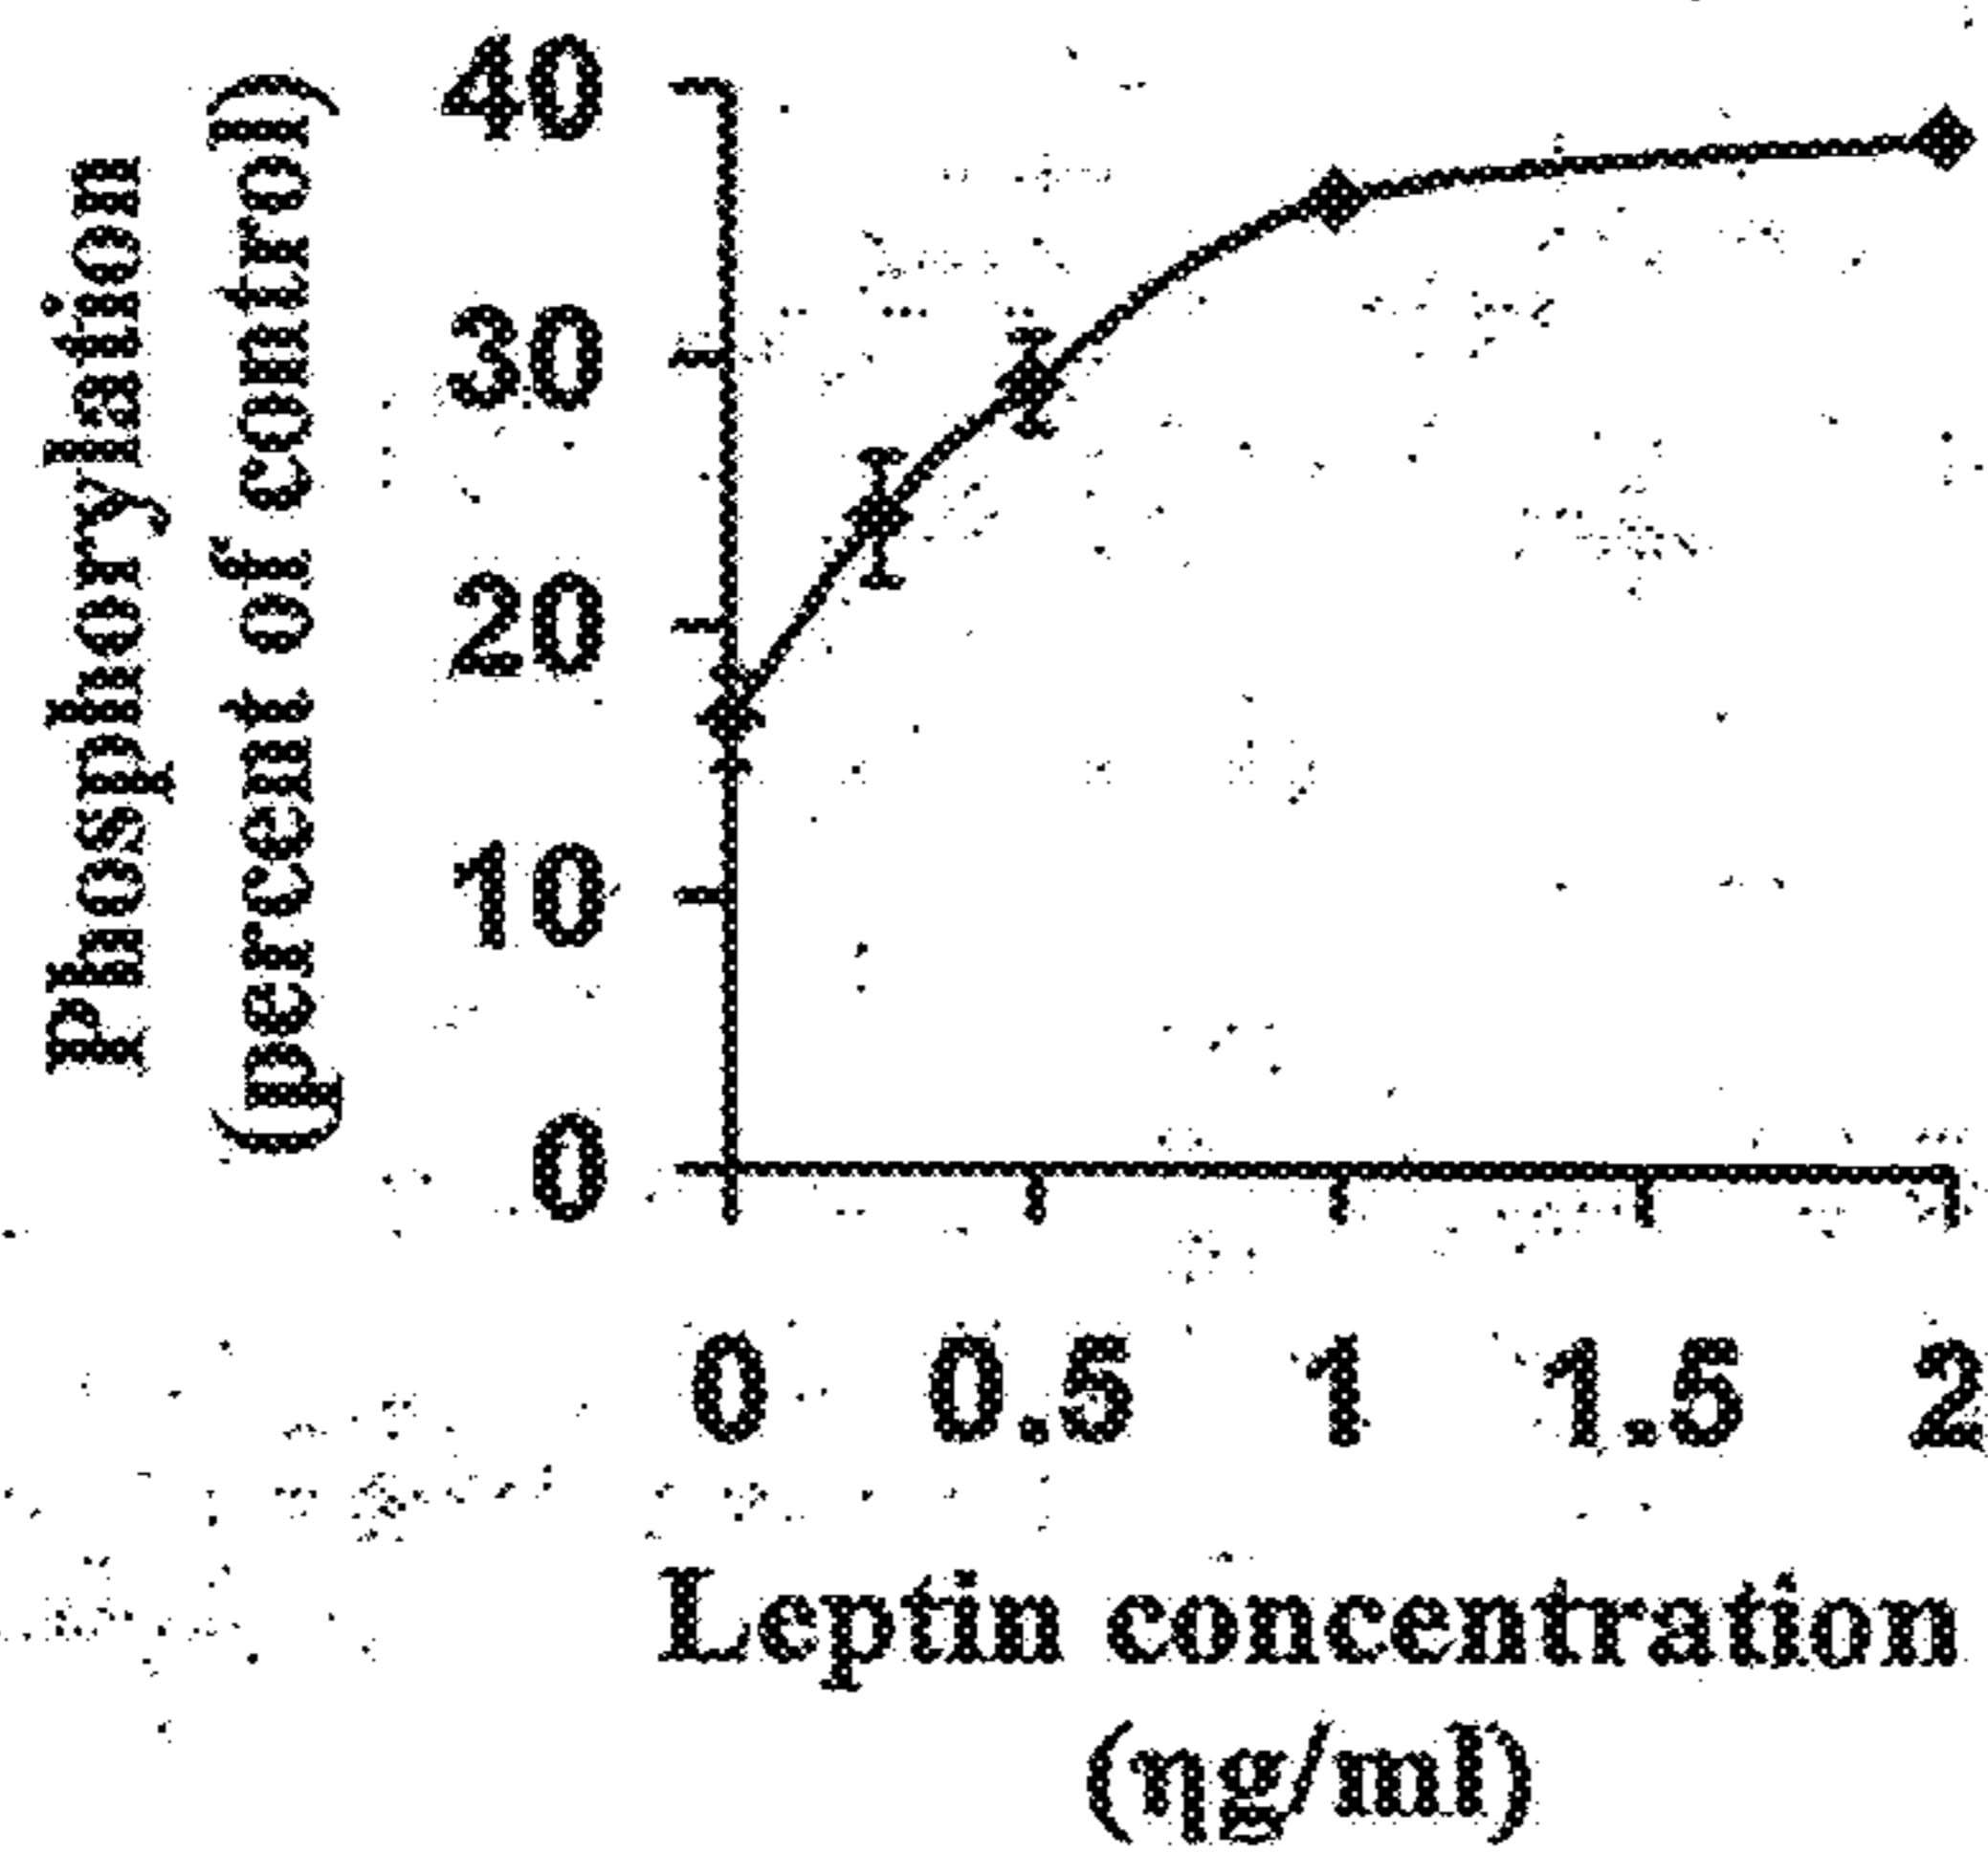 Phosphorylation
(percent of control)
40
30
20
10
0
0 0.5 1 1.5 2
Leptin concentration
(ηg/ml)